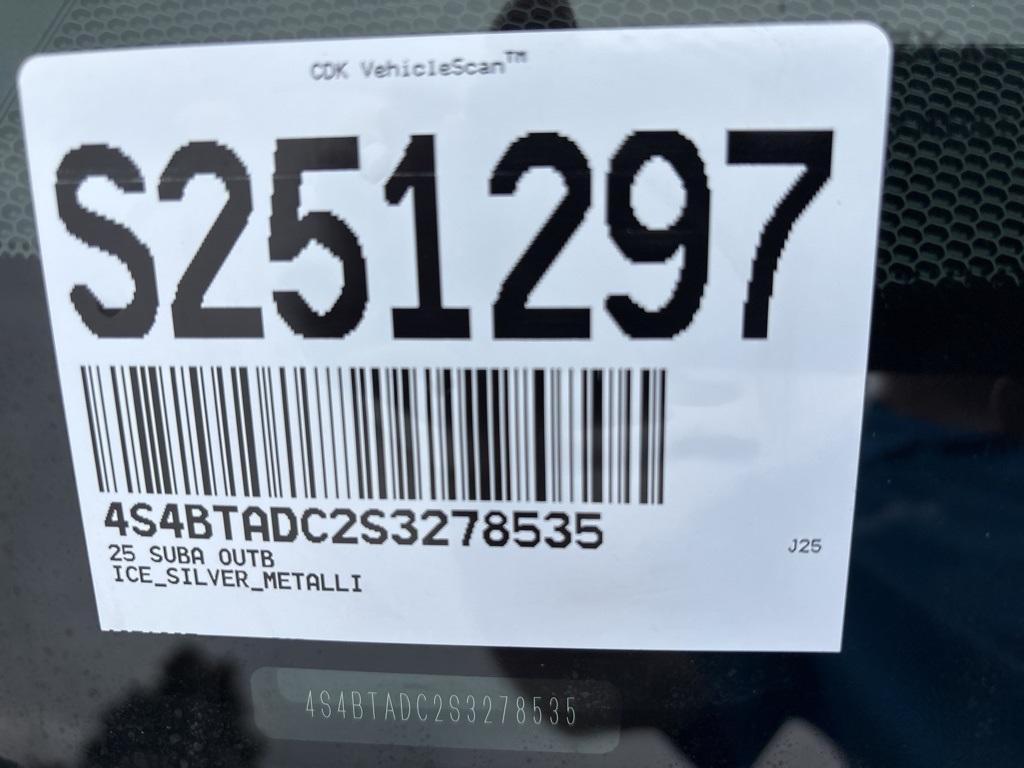 CDK VehicleScan™
S251297
4S4BTADC2S3278535
25 SUBA OUTB
ICE_SILVER_METALLI
J25
4S4BTADC2S3278535